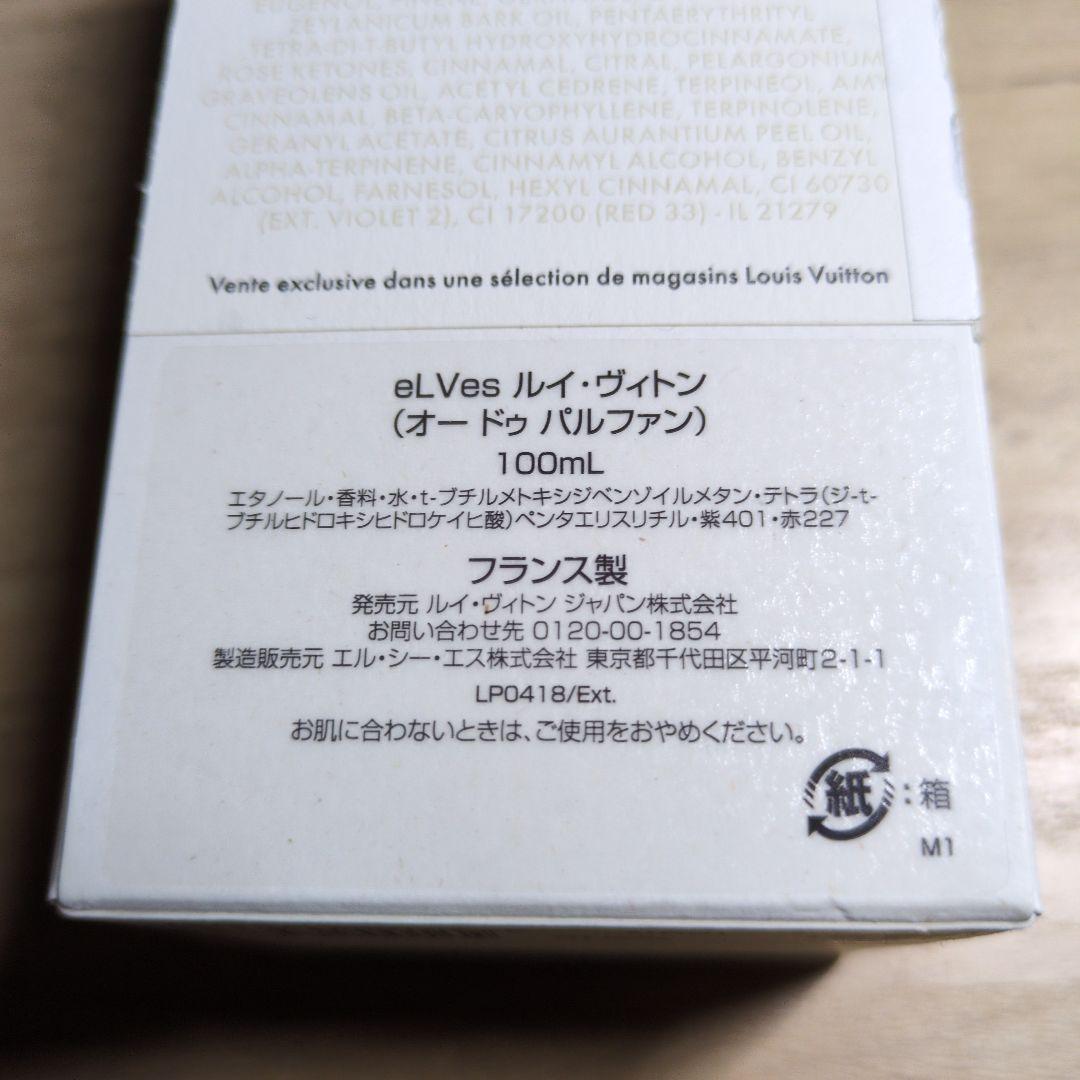 EUGENOL, PINENE,
ZEYLANICUM BARK OIL, PENTAERYTHRITYL
TETRA-DI-T-BUTYL HYDROXYHYDROCINNAMATE,
ROSE KETONES, CINNAMAL, CITRAL, PELARGONIUM
GRAVEOLENS OIL, ACETYL CEDRENE, TERPINEOL, AMY
CINNAMAL, BETA-CARYOPHYLLENE, TERPINOLENE,
GERANYL ACETATE, CITRUS AURANTIUM PEEL OIL,
ALPHA-TERPINENE, CINNAMYL ALCOHOL, BENZYL
ALCOHOL, FARNESOL, HEXYL CINNAMAL, CI 60730
(EXT. VIOLET 2), CI 17200 (RED 33) - IL 21279
Vente exclusive dans une sélection de magasins Louis Vuitton
eLVes ルイ・ヴィトン
(オー ドゥ パルファン)
100mL
エタノール・香料・水・t-ブチルメトキシジベンゾイルメタン・テトラ(ジ-t-
ブチルヒドロキシヒドロケイヒ酸)ペンタエリスリチル・紫401・赤227
フランス製
発売元 ルイ・ヴィトン ジャパン株式会社
お問い合わせ先 0120-00-1854
製造販売元 エル・シー・エス株式会社 東京都千代田区平河町2-1-1
LP0418/Ext.
お肌に合わないときは、ご使用をおやめください。
紙:箱
M1